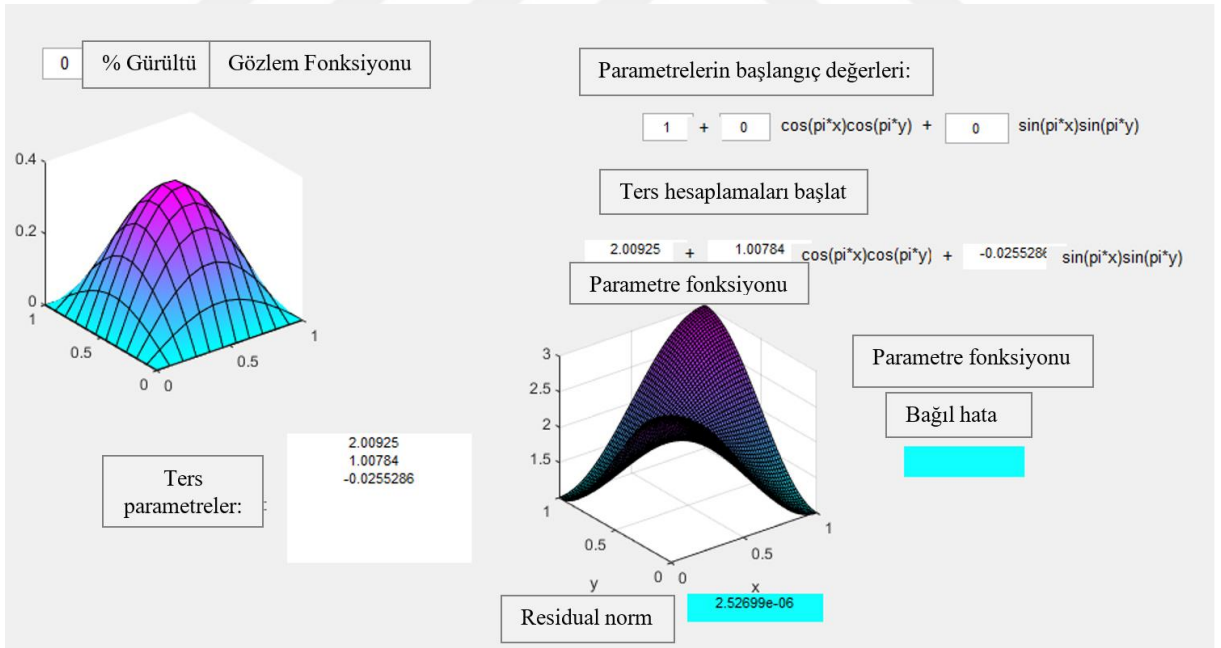 0 % Gürültü Gözlem Fonksiyonu
Parametrelerin başlangıç değerleri:
1 + 0 cos(pi*x)cos(pi*y) + 0 sin(pi*x)sin(pi*y)
Ters hesaplamaları başlat
2.00925 + 1.00784 cos(pi*x)cos(pi*y) + -0.0255286 sin(pi*x)sin(pi*y)
0.4
0.2
0
1
0.5
0 0
0.5
1
Parametre fonksiyonu
3
2.5
2
1.5
1
0.5
0 0
0.5
1
y
x
Parametre fonksiyonu
Bağıl hata
Ters
parametreler:
2.00925
1.00784
-0.0255286
Residual norm
2.52699e-06